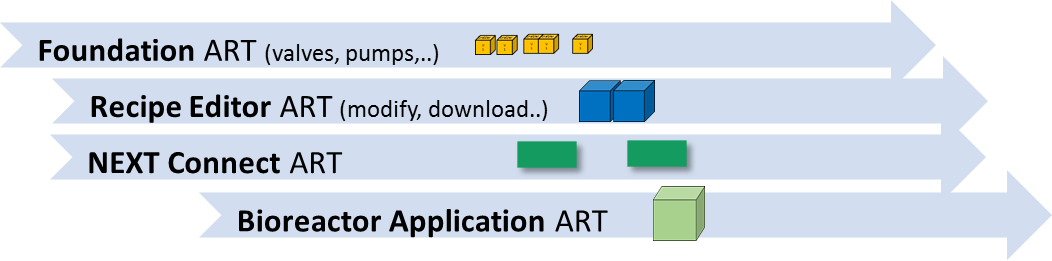 Foundation ART (valves, pumps,..)
Recipe Editor ART (modify, download..)
NEXT Connect ART
Bioreactor Application ART